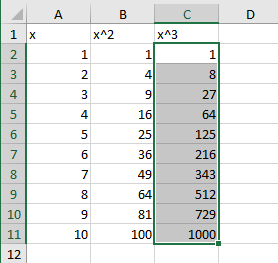 A B C D
1 x x^2 x^3
2 1 1 1
3 2 4 8
4 3 9 27
5 4 16 64
6 5 25 125
7 6 36 216
8 7 49 343
9 8 64 512
10 9 81 729
11 10 100 1000
12